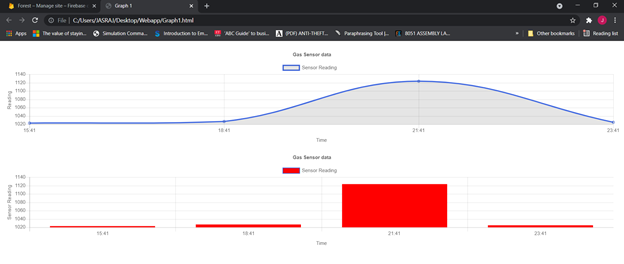 Forest – Manage site – Firebase
Graph 1
File | C:/Users/JASRAJ/Desktop/Webapp/Graph1.html
Apps The value of stayin... Simulation Comma... Introduction to Em... 'ABC Guide' to busi... (PDF) ANTI-THEFT... Paraphrasing Tool |... 8051 ASSEMBLY LA... » Other bookmarks Reading list
Gas Sensor data
Sensor Reading
Reading
1140
1120
1100
1080
1060
1040
1020
15:41 18:41 21:41 23:41
Time
Gas Sensor data
Sensor Reading
Sensor Reading
1140
1120
1100
1080
1060
1040
1020
15:41 18:41 21:41 23:41
Time